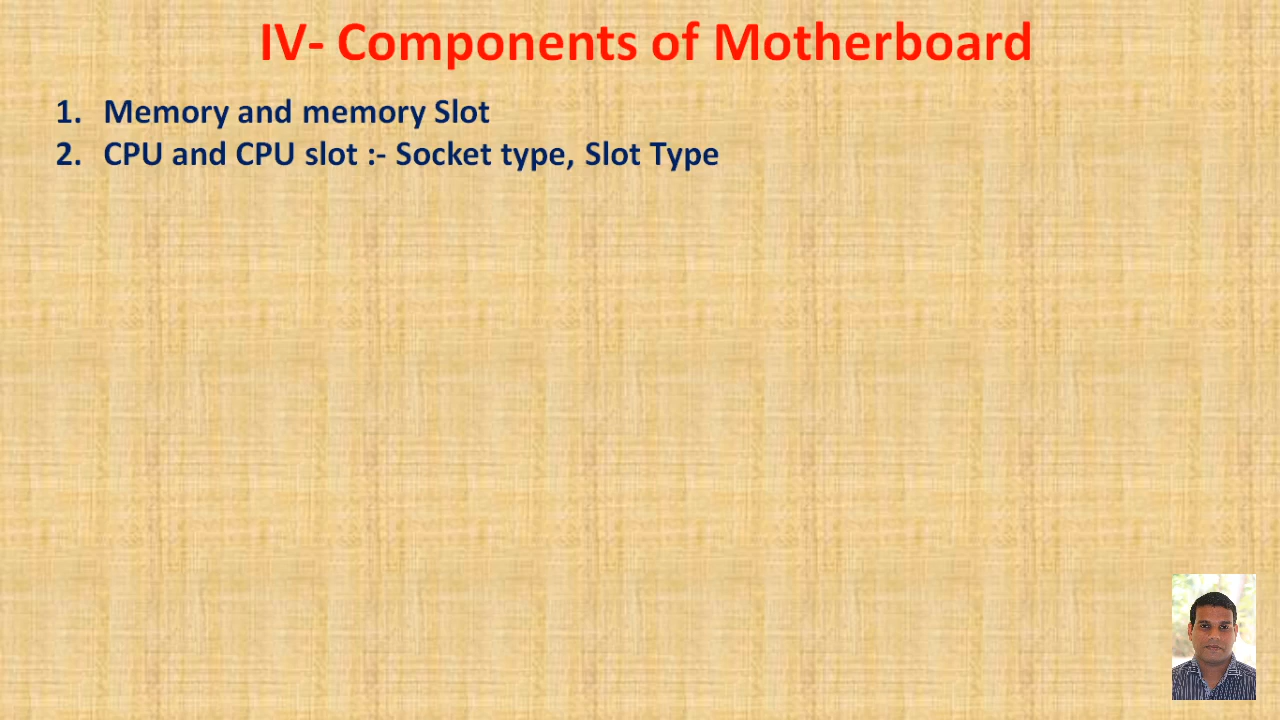 IV- Components of Motherboard
1. Memory and memory Slot
2. CPU and CPU slot :- Socket type, Slot Type